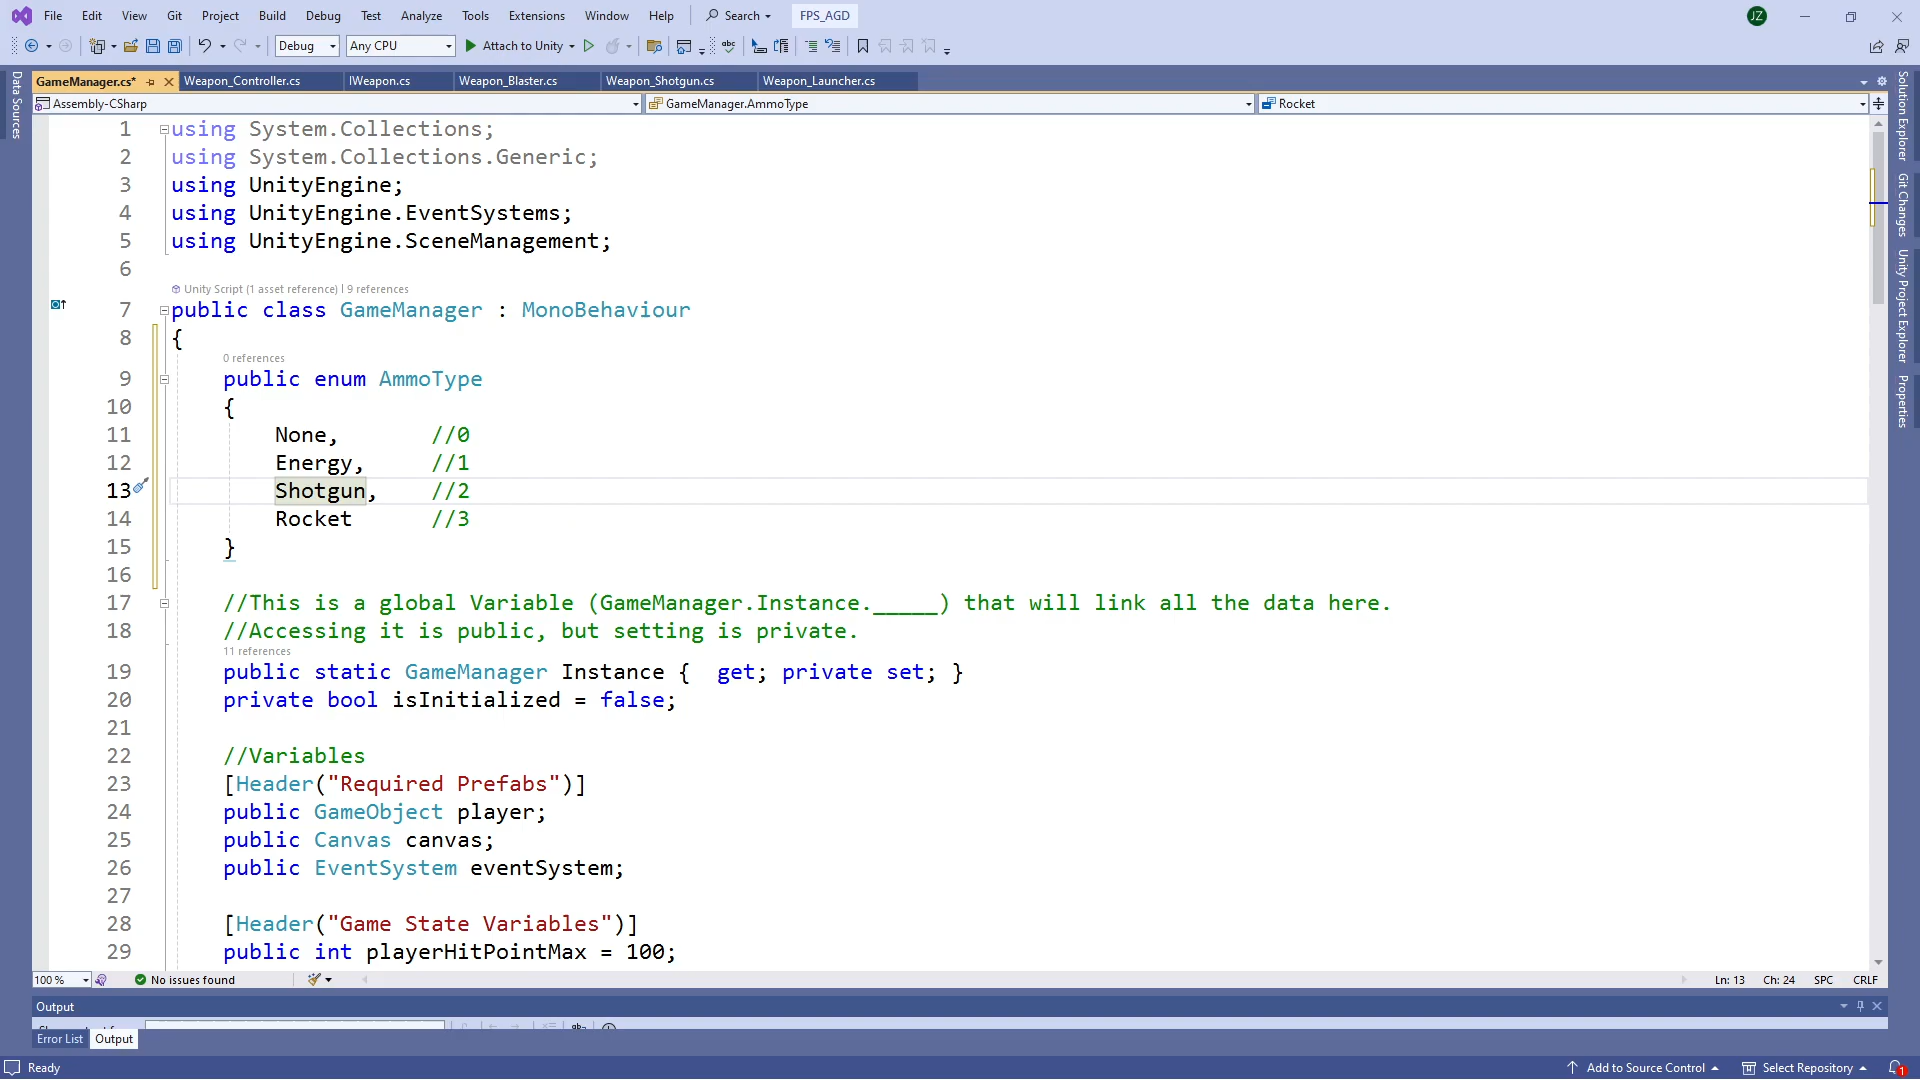 File Edit View Git Project Build Debug Test Analyze Tools Extensions Window Help Search FPS_AGD JZ
Debug Any CPU Attach to Unity
GameManager.cs* Weapon_Controller.cs IWeapon.cs Weapon_Blaster.cs Weapon_Shotgun.cs Weapon_Launcher.cs
Assembly-CSharp GameManager.AmmoType Rocket
1 using System.Collections;
2 using System.Collections.Generic;
3 using UnityEngine;
4 using UnityEngine.EventSystems;
5 using UnityEngine.SceneManagement;
6
Unity Script (1 asset reference) | 9 references
7 public class GameManager : MonoBehaviour
8 {
0 references
9 public enum AmmoType
10 {
11 None, //0
12 Energy, //1
13 Shotgun, //2
14 Rocket //3
15 }
16
17 //This is a global Variable (GameManager.Instance._____) that will link all the data here.
18 //Accessing it is public, but setting is private.
11 references
19 public static GameManager Instance { get; private set; }
20 private bool isInitialized = false;
21
22 //Variables
23 [Header("Required Prefabs")]
24 public GameObject player;
25 public Canvas canvas;
26 public EventSystem eventSystem;
27
28 [Header("Game State Variables")]
29 public int playerHitPointMax = 100;
100 % No issues found Ln: 13 Ch: 24 SPC CRLF
Output
Error List Output
Ready Add to Source Control Select Repository 1
Data Sources
Solution Explorer
Git Changes
Unity Project Explorer
Properties